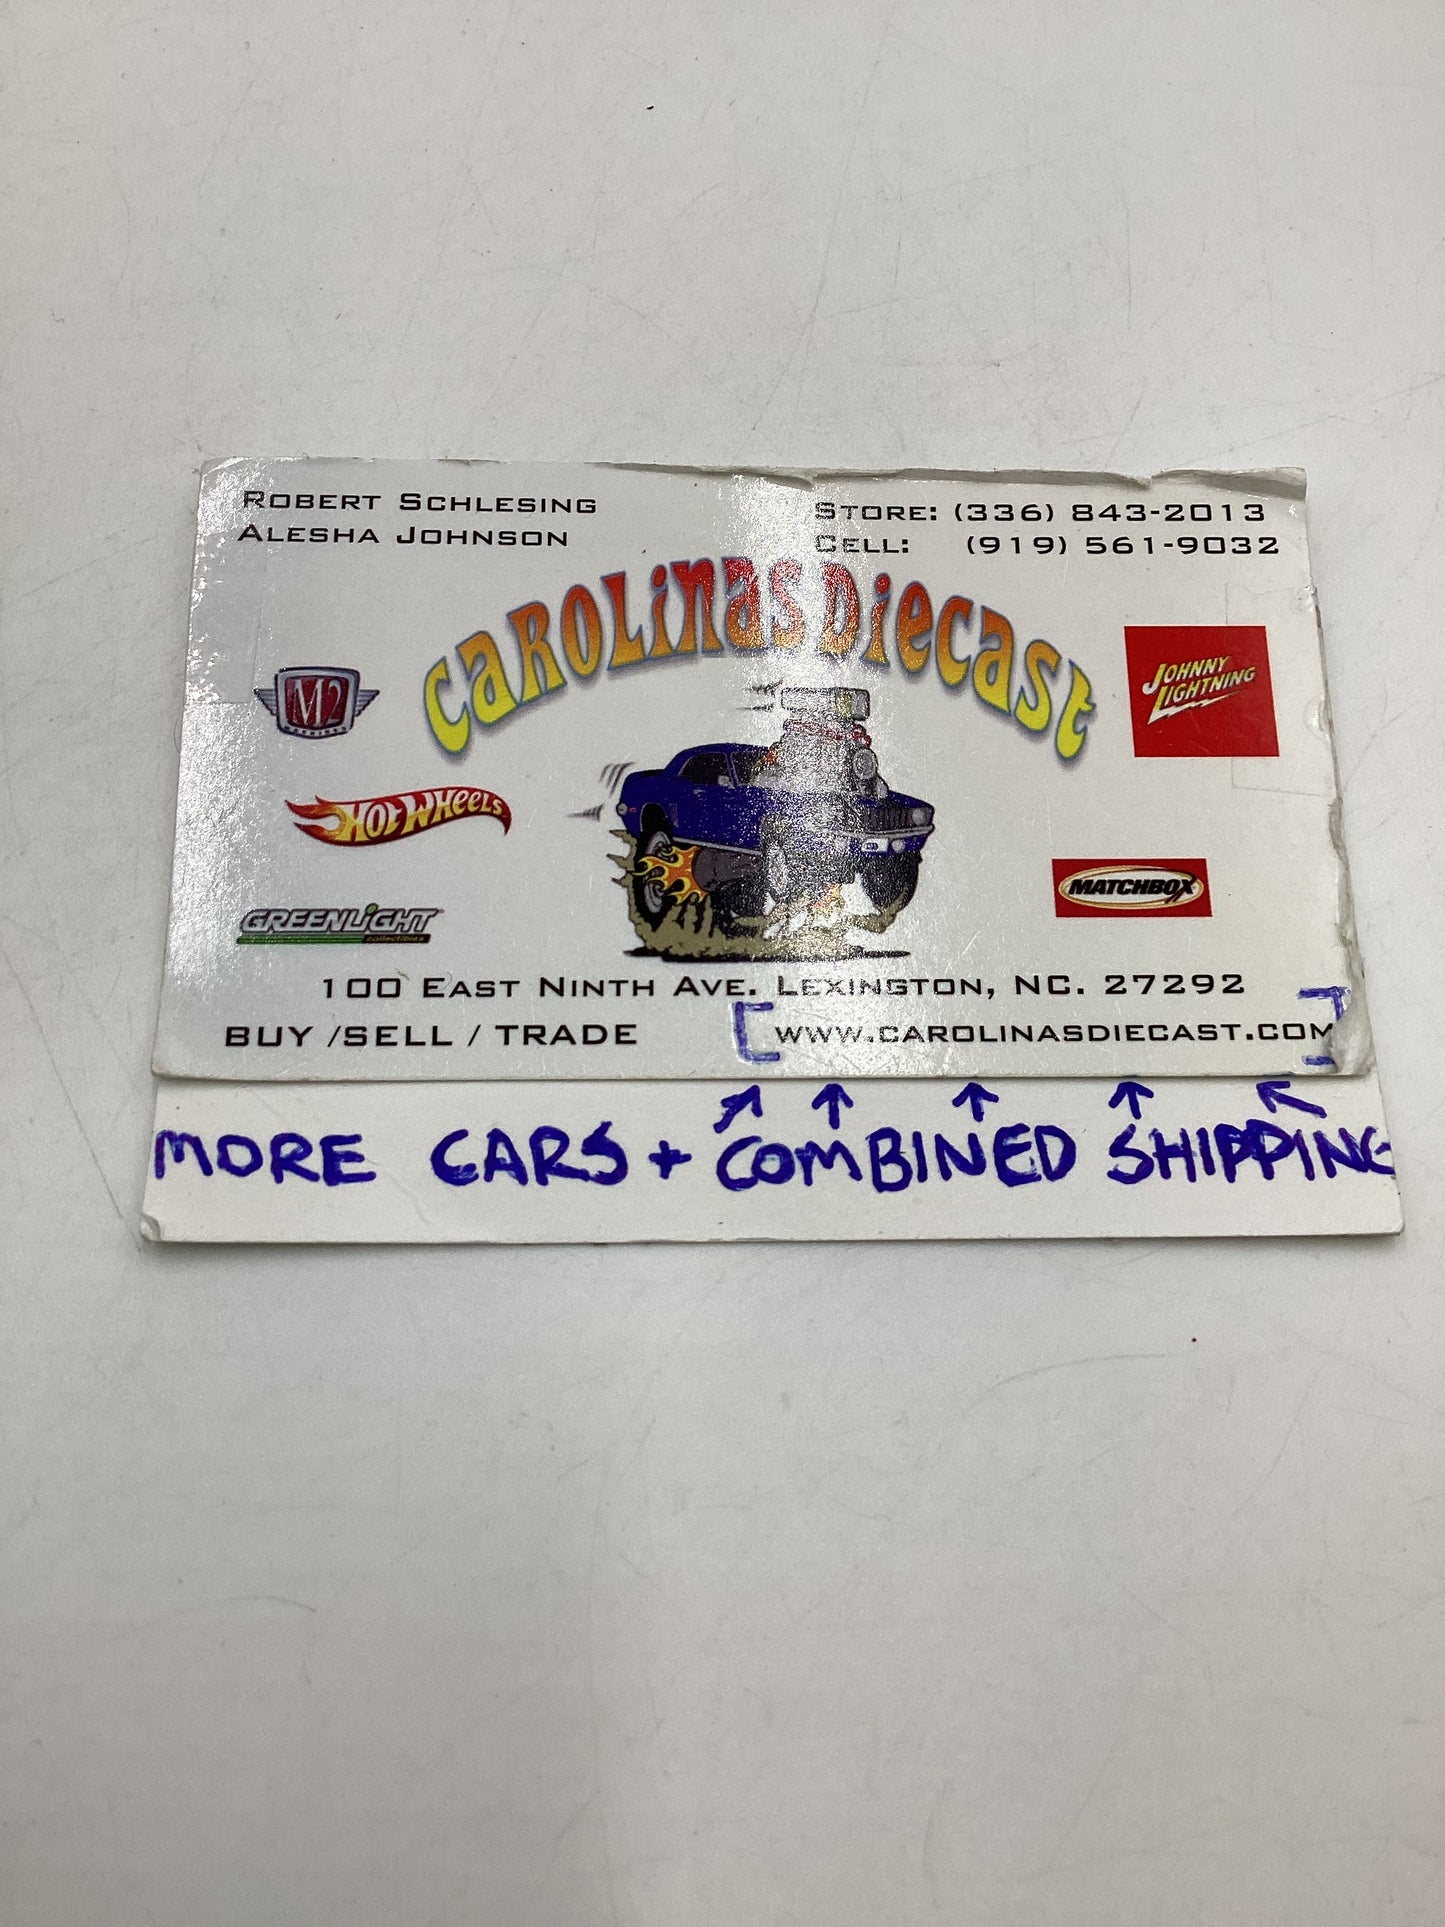 ROBERT SCHLESING
ALESHA JOHNSON
STORE: (336) 843-2013
CELL: (919) 561-9032
CAROLINAS DIECAST
M2
MACHINES
JOHNNY
LIGHTNING
HOT WHEELS
MATCHBOX
GREENLIGHT
collectibles
100 EAST NINTH AVE. LEXINGTON, NC. 27292
BUY /SELL / TRADE
WWW.CAROLINASDIECAST.COM
MORE CARS + COMBINED SHIPPING